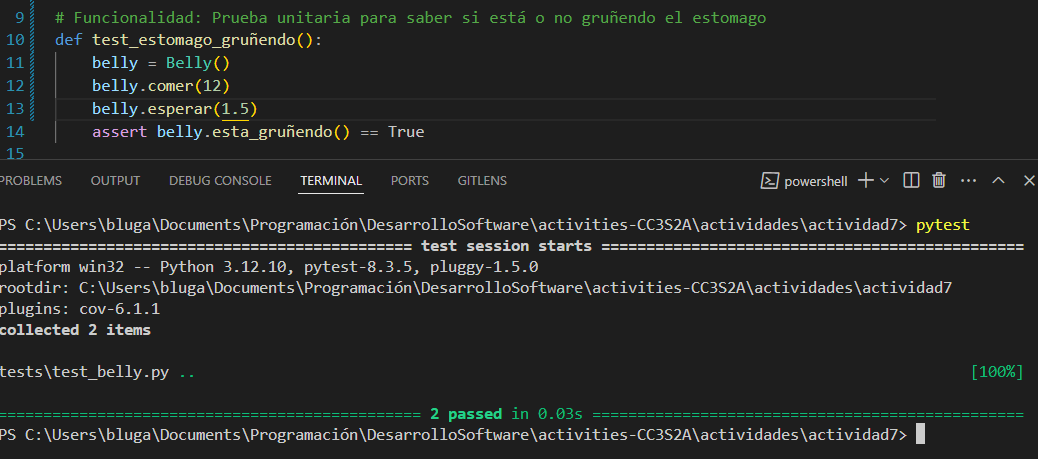 9 # Funcionalidad: Prueba unitaria para saber si está o no gruñendo el estomago
10 def test_estomago_gruñendo():
11 belly = Belly()
12 belly.comer(12)
13 belly.esperar(1.5)
14 assert belly.esta_gruñendo() == True
15
PROBLEMS OUTPUT DEBUG CONSOLE TERMINAL PORTS GITLENS powershell
PS C:\Users\bluga\Documents\Programación\DesarrolloSoftware\activities-CC3S2A\actividades\actividad7> pytest
============================================== test session starts ===============================================
platform win32 -- Python 3.12.10, pytest-8.3.5, pluggy-1.5.0
rootdir: C:\Users\bluga\Documents\Programación\DesarrolloSoftware\activities-CC3S2A\actividades\actividad7
plugins: cov-6.1.1
collected 2 items
tests\test_belly.py .. [100%]
=============================================== 2 passed in 0.03s ================================================
PS C:\Users\bluga\Documents\Programación\DesarrolloSoftware\activities-CC3S2A\actividades\actividad7>